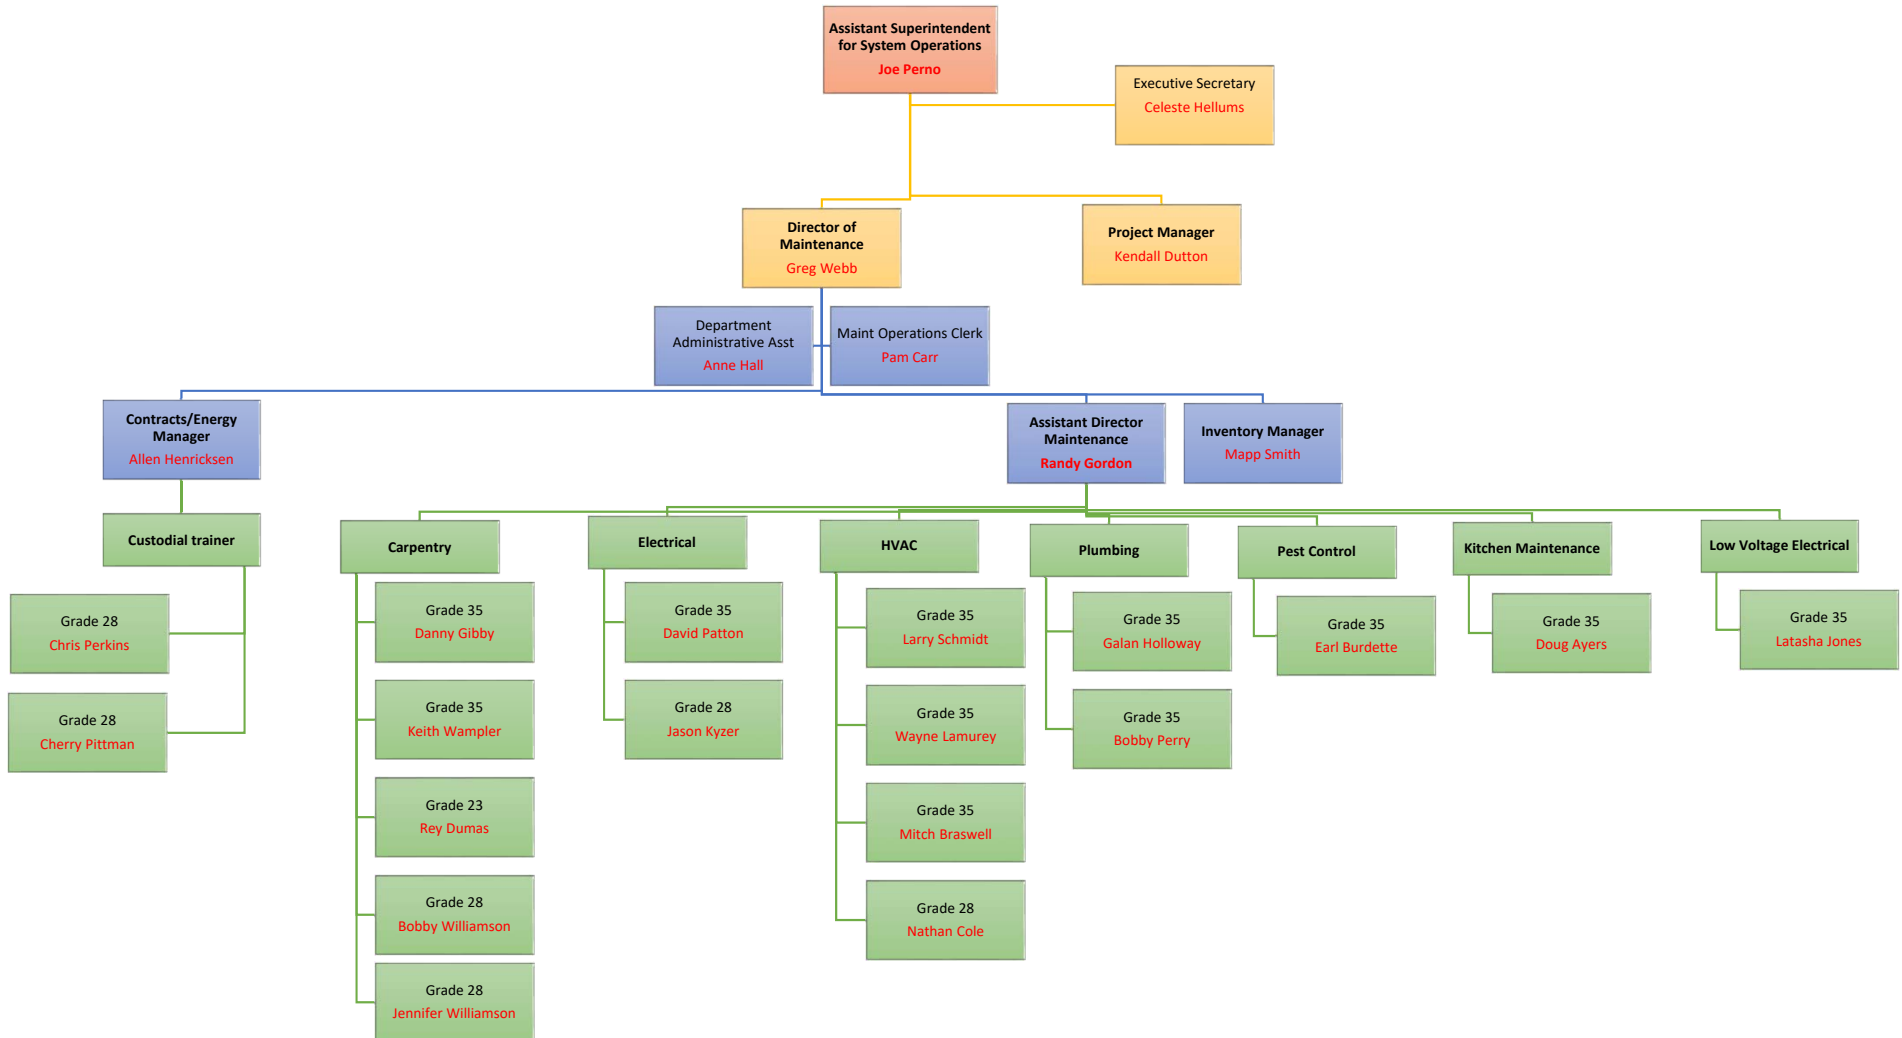 Assistant Superintendent
for System Operations
Joe Perno
Executive Secretary
Celeste Hellums
Director of
Maintenance
Greg Webb
Project Manager
Kendall Dutton
Department
Administrative Asst
Anne Hall
Maint Operations Clerk
Pam Carr
Contracts/Energy
Manager
Allen Henricksen
Assistant Director
Maintenance
Randy Gordon
Inventory Manager
Mapp Smith
Custodial trainer
Grade 28
Chris Perkins
Grade 28
Cherry Pittman
Carpentry
Grade 35
Danny Gibby
Grade 35
Keith Wampler
Grade 23
Rey Dumas
Grade 28
Bobby Williamson
Grade 28
Jennifer Williamson
Electrical
Grade 35
David Patton
Grade 28
Jason Kyzer
HVAC
Grade 35
Larry Schmidt
Grade 35
Wayne Lamurey
Grade 35
Mitch Braswell
Grade 28
Nathan Cole
Plumbing
Grade 35
Galan Holloway
Grade 35
Bobby Perry
Pest Control
Grade 35
Earl Burdette
Kitchen Maintenance
Grade 35
Doug Ayers
Low Voltage Electrical
Grade 35
Latasha Jones